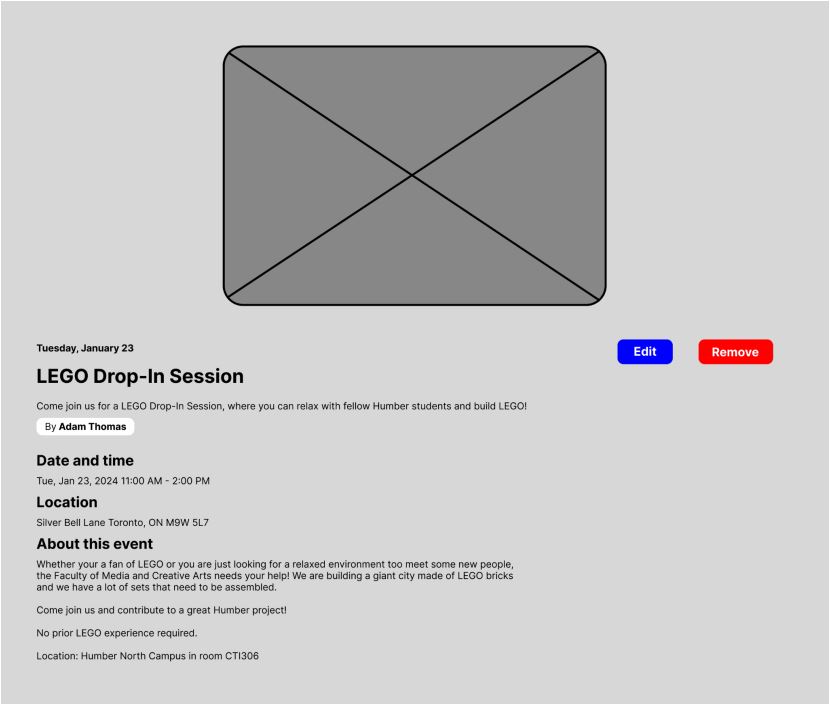 Tuesday, January 23
Edit
Remove
LEGO Drop-In Session
Come join us for a LEGO Drop-In Session, where you can relax with fellow Humber students and build LEGO!
By Adam Thomas
Date and time
Tue, Jan 23, 2024 11:00 AM - 2:00 PM
Location
Silver Bell Lane Toronto, ON M9W 5L7
About this event
Whether your a fan of LEGO or you are just looking for a relaxed environment too meet some new people,
the Faculty of Media and Creative Arts needs your help! We are building a giant city made of LEGO bricks
and we have a lot of sets that need to be assembled.
Come join us and contribute to a great Humber project!
No prior LEGO experience required.
Location: Humber North Campus in room CTI306